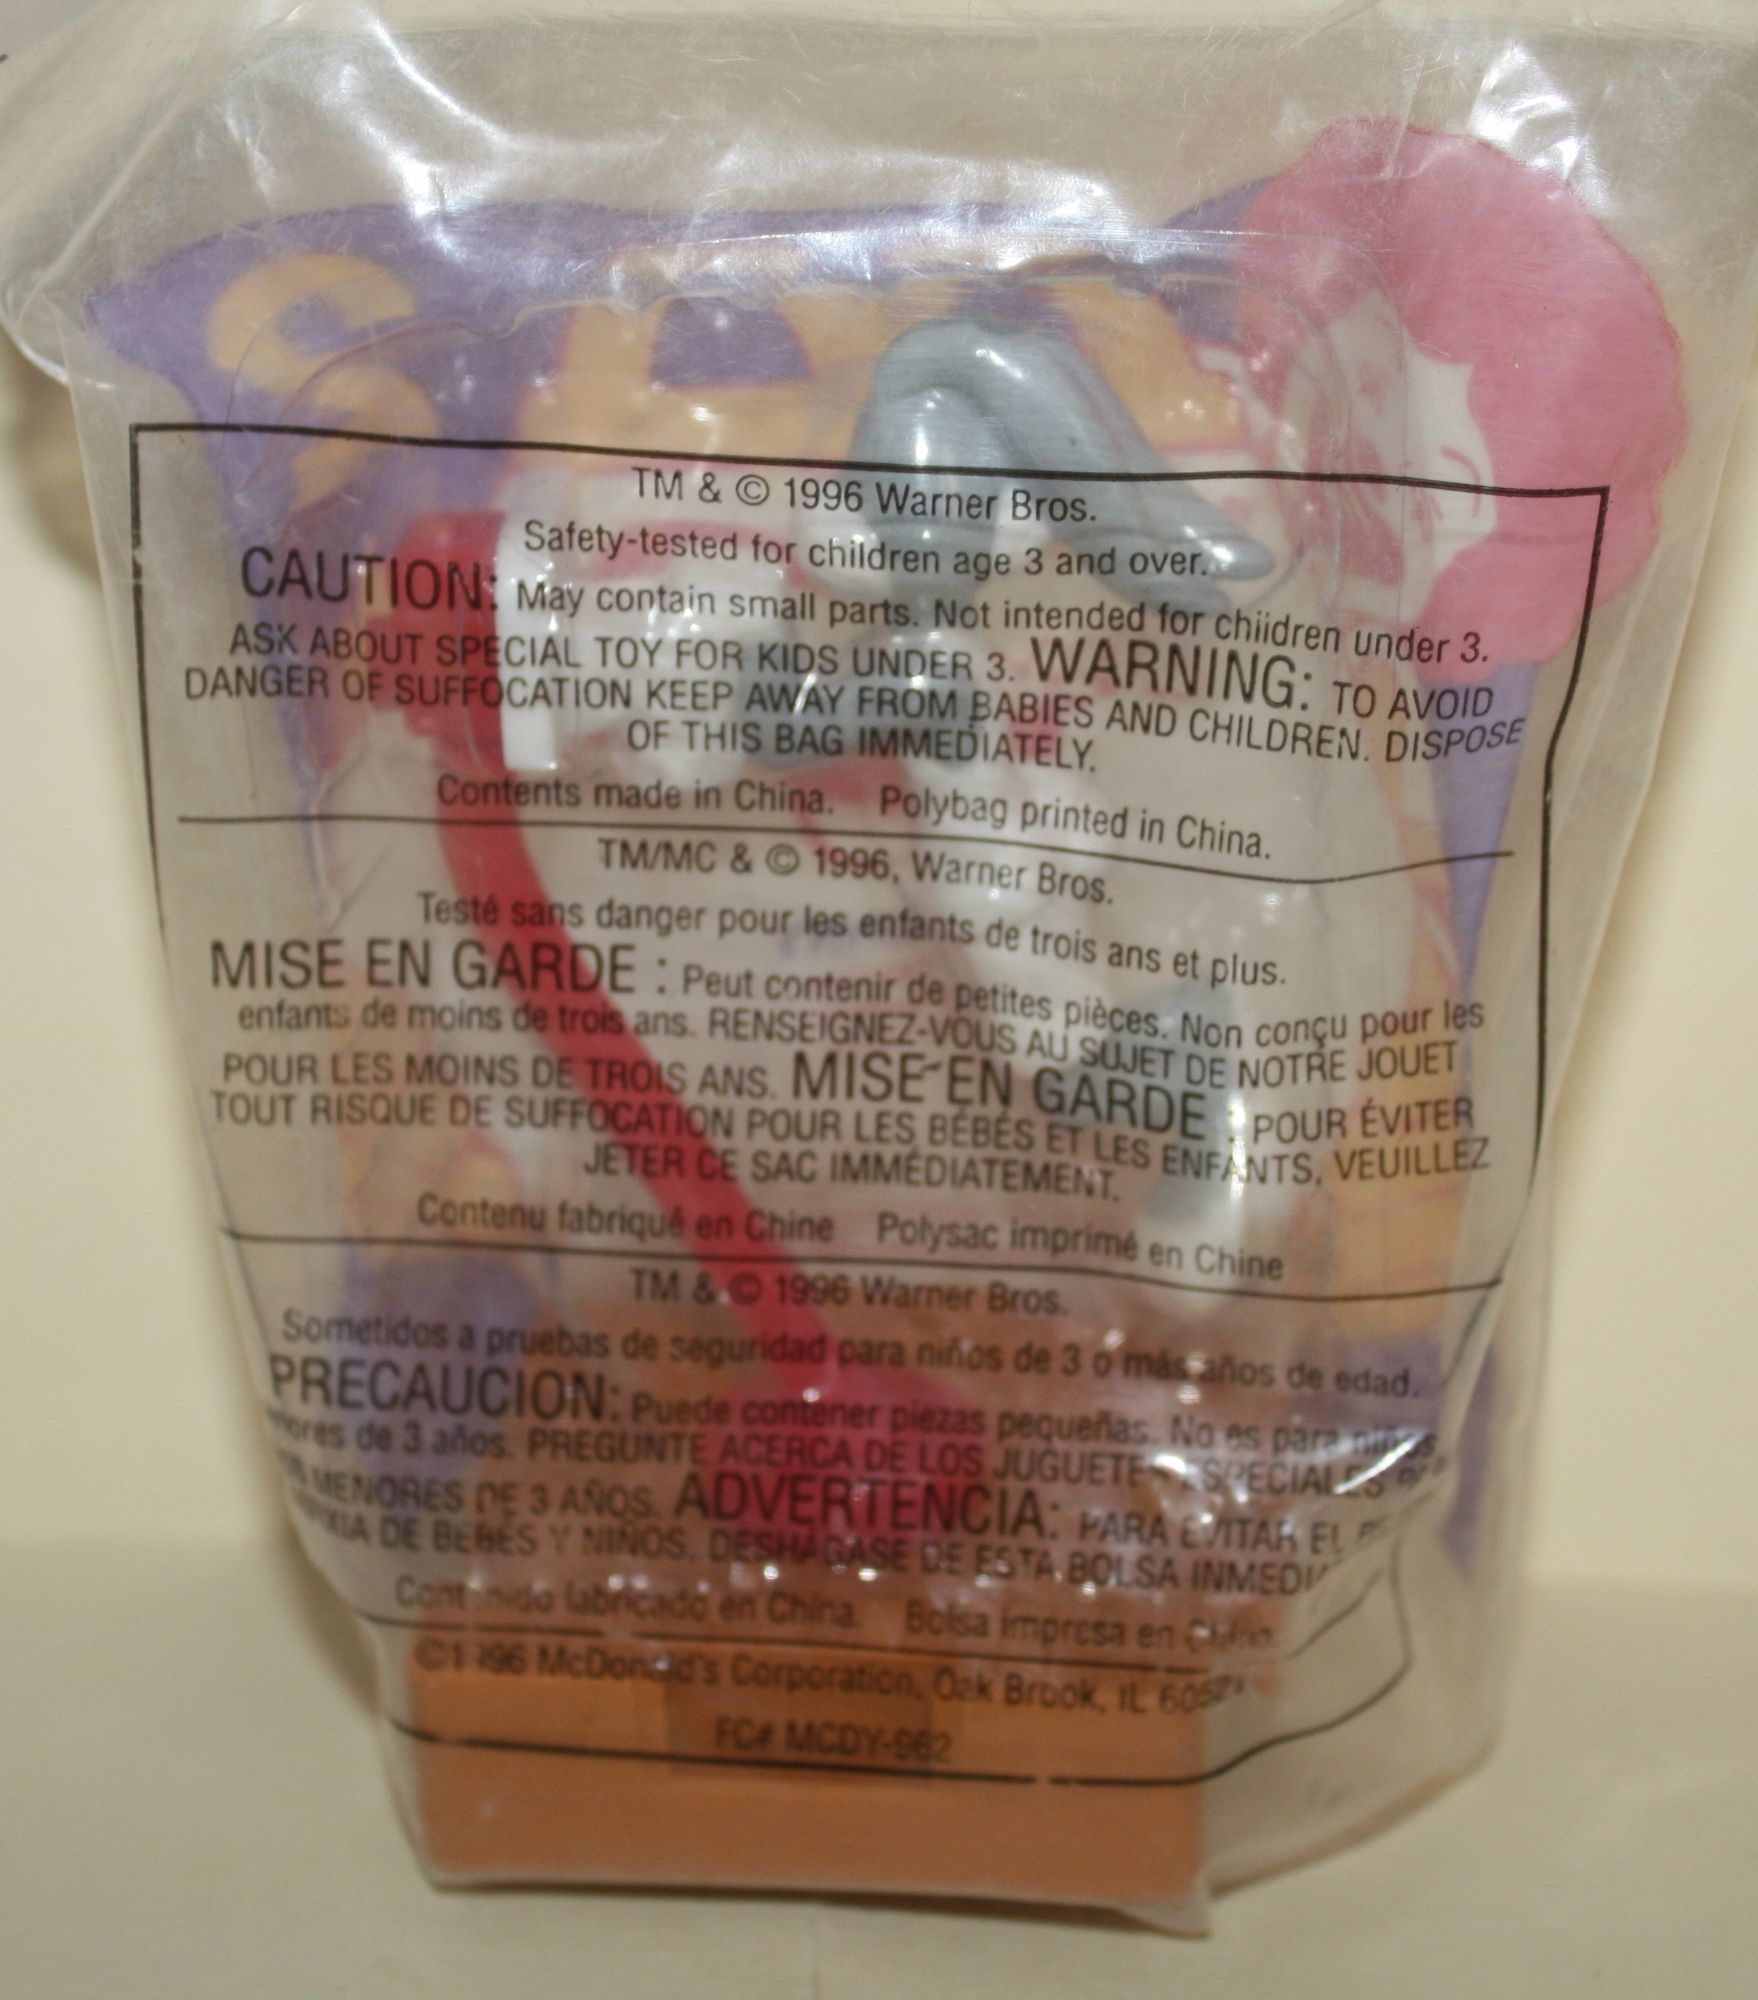 TM & © 1996 Warner Bros.
Safety-tested for children age 3 and over.
CAUTION: May contain small parts. Not intended for chiidren under 3.
ASK ABOUT SPECIAL TOY FOR KIDS UNDER 3. WARNING: TO AVOID
DANGER OF SUFFOCATION KEEP AWAY FROM BABIES AND CHILDREN. DISPOSE
OF THIS BAG IMMEDIATELY.
Contents made in China. Polybag printed in China.
TM/MC & © 1996, Warner Bros.
Testé sans danger pour les enfants de trois ans et plus.
MISE EN GARDE : Peut contenir de petites pièces. Non conçu pour les
enfants de moins de trois ans. RENSEIGNEZ-VOUS AU SUJET DE NOTRE JOUET
POUR LES MOINS DE TROIS ANS. MISE EN GARDE : POUR ÉVITER
TOUT RISQUE DE SUFFOCATION POUR LES BÉBÉS ET LES ENFANTS, VEUILLEZ
JETER CE SAC IMMÉDIATEMENT.
Contenu fabriqué en Chine Polysac imprimé en Chine
TM & © 1996 Warner Bros.
Sometidos a pruebas de seguridad para niños de 3 o más años de edad.
PRECAUCION: Puede contener piezas pequeñas. No es para niños
de 3 años. PREGUNTE ACERCA DE LOS JUGUETES ESPECIALES
MENORES DE 3 AÑOS. ADVERTENCIA: PARA EVITAR EL
DE BEBES Y NIÑOS. DESHAGASE DE ESTA BOLSA
Contenido fabricado en China. Bolsa impresa en
©1996 McDonald's Corporation, Oak Brook, IL
FC# MCDY-962